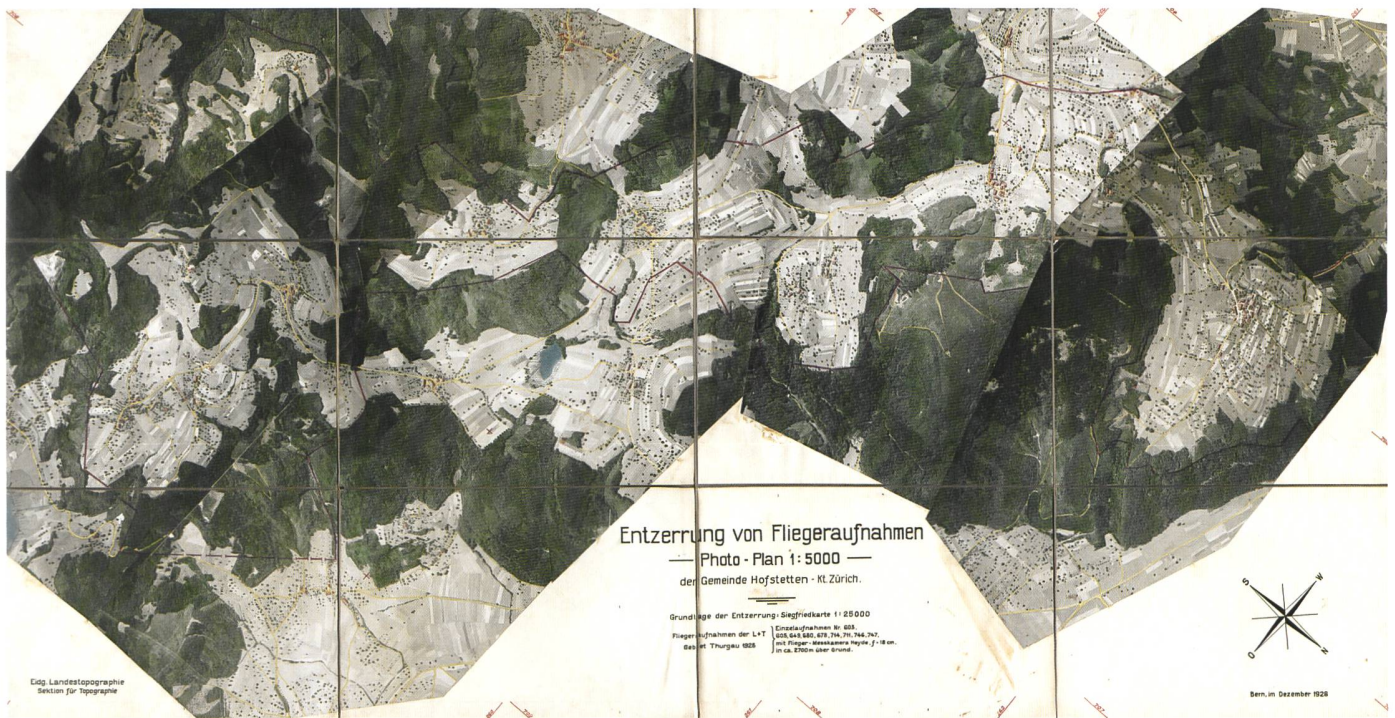 Entzerrung von Fliegeraufnahmen
Photo - Plan 1:5000
der Gemeinde Hofstetten - Kt. Zürich.
Grundlage der Entzerrung: Siegfriedkarte 1:25000
Fliegeraufnahmen der L+T
Gebiet Thurgau 1928
Einzelaufnahmen Nr. 603,
mit Flieger-Messkamera Heyde, f = 18 cm.
in ca. 2700m über Grund.
Eidg. Landestopographie
Sektion für Topographie
S W
O N
Bern, im Dezember 1928